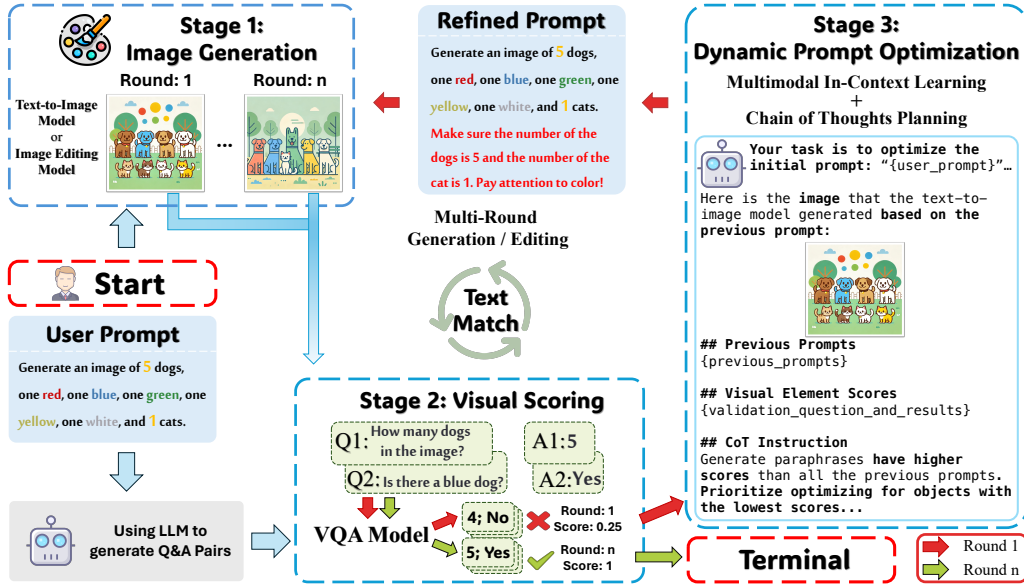 Stage 1:
Image Generation
Round: 1
Round: n
Text-to-Image
Model
or
Image Editing
Model
...
Refined Prompt
Generate an image of 5 dogs,
one red, one blue, one green, one
yellow, one white, and 1 cats.
Make sure the number of the
dogs is 5 and the number of the
cat is 1. Pay attention to color!
Stage 3:
Dynamic Prompt Optimization
Multimodal In-Context Learning
+
Chain of Thoughts Planning
Your task is to optimize the
initial prompt: “{user_prompt}”…
Here is the image that the text-to-
image model generated based on the
previous prompt:
## Previous Prompts
{previous_prompts}
## Visual Element Scores
{validation_question_and_results}
## CoT Instruction
Generate paraphrases have higher
scores than all the previous prompts.
Prioritize optimizing for objects with
the lowest scores...
Multi-Round
Generation / Editing
Text
Match
Start
User Prompt
Generate an image of 5 dogs,
one red, one blue, one green, one
yellow, one white, and 1 cats.
Using LLM to
generate Q&A Pairs
Stage 2: Visual Scoring
Q1: How many dogs
in the image?
Q2: Is there a blue dog?
A1: 5
A2: Yes
VQA Model
4; No
Round: 1
Score: 0.25
5; Yes
Round: n
Score: 1
Terminal
Round 1
Round n